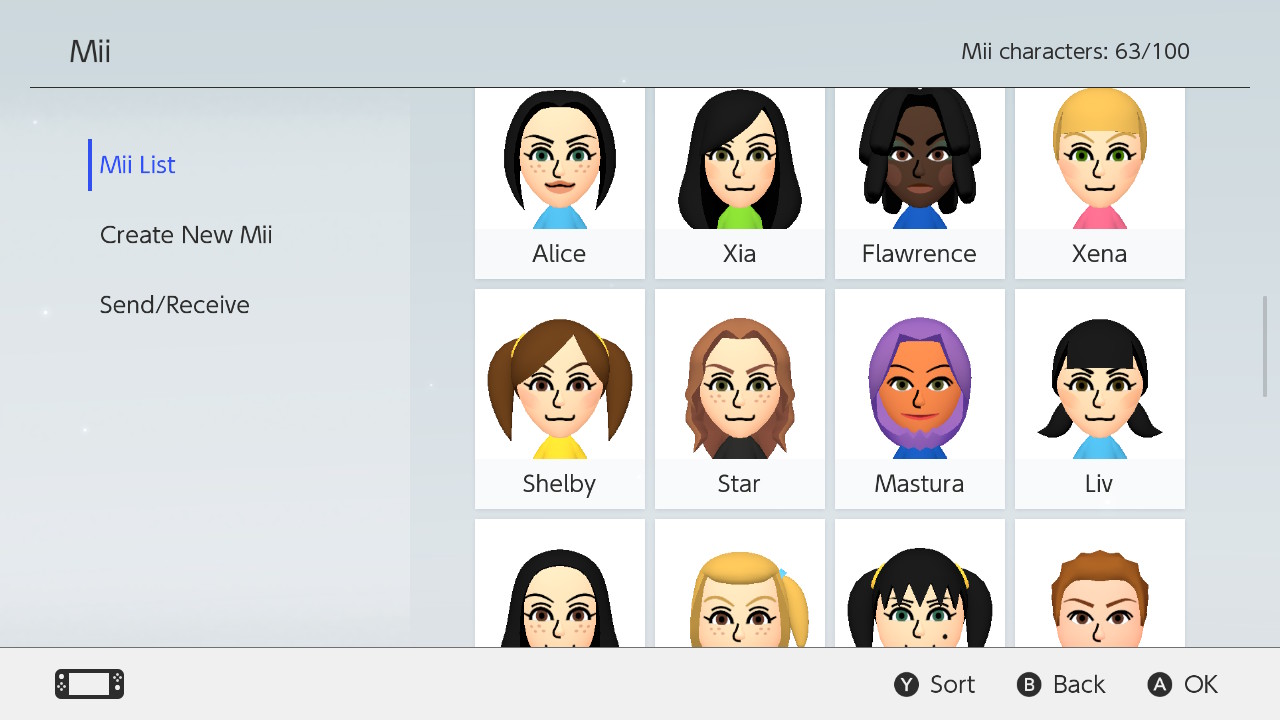 Mii
Mii characters: 63/100
Mii List
Create New Mii
Send/Receive
Alice
Xia
Flawrence
Xena
Shelby
Star
Mastura
Liv
Y Sort
B Back
A OK